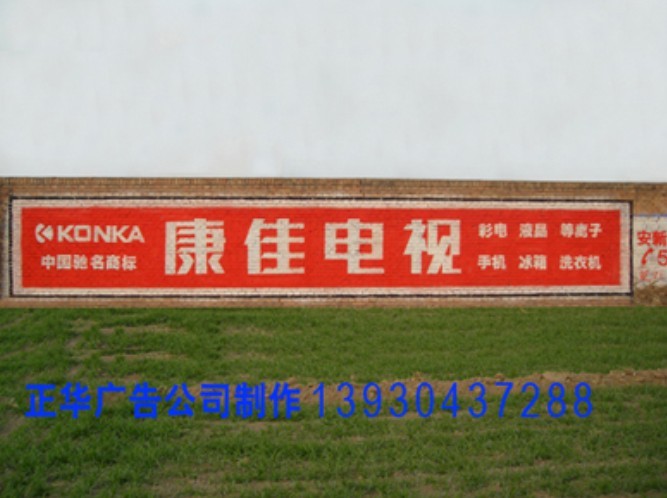 KONKA
中国驰名商标
康佳电视
彩电 液晶 等离子
手机 冰箱 洗衣机
正华广告公司制作 13930437288